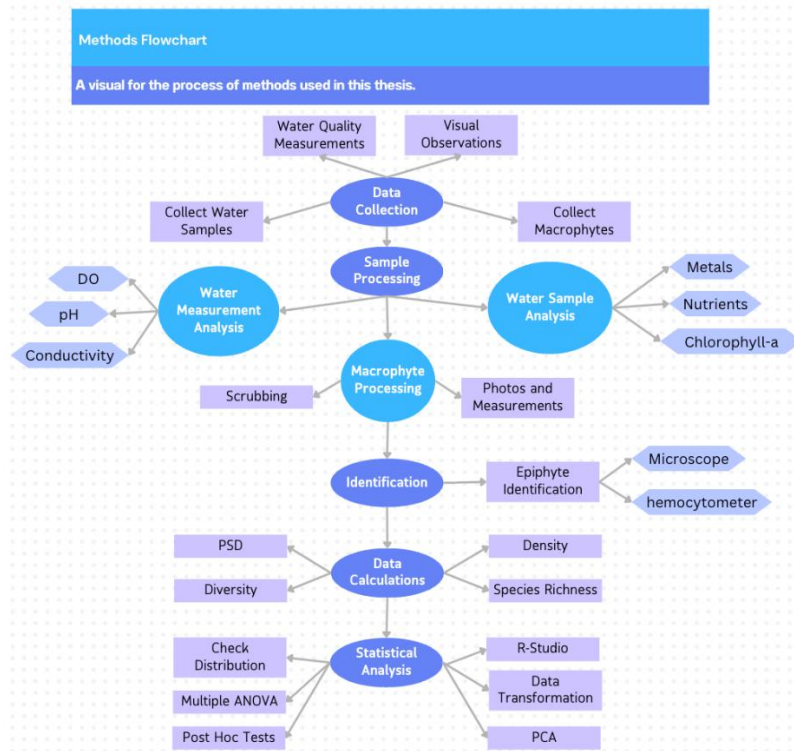 Methods Flowchart
A visual for the process of methods used in this thesis.
Water Quality
Measurements
Visual
Observations
Data
Collection
Collect Water
Samples
Collect
Macrophytes
Sample
Processing
DO
pH
Conductivity
Water
Measurement
Analysis
Water Sample
Analysis
Metals
Nutrients
Chlorophyll-a
Macrophyte
Processing
Scrubbing
Photos and
Measurements
Identification
Epiphyte
Identification
Microscope
hemocytometer
PSD
Density
Data
Calculations
Diversity
Species Richness
Check
Distribution
Statistical
Analysis
R-Studio
Multiple ANOVA
Data
Transformation
Post Hoc Tests
PCA